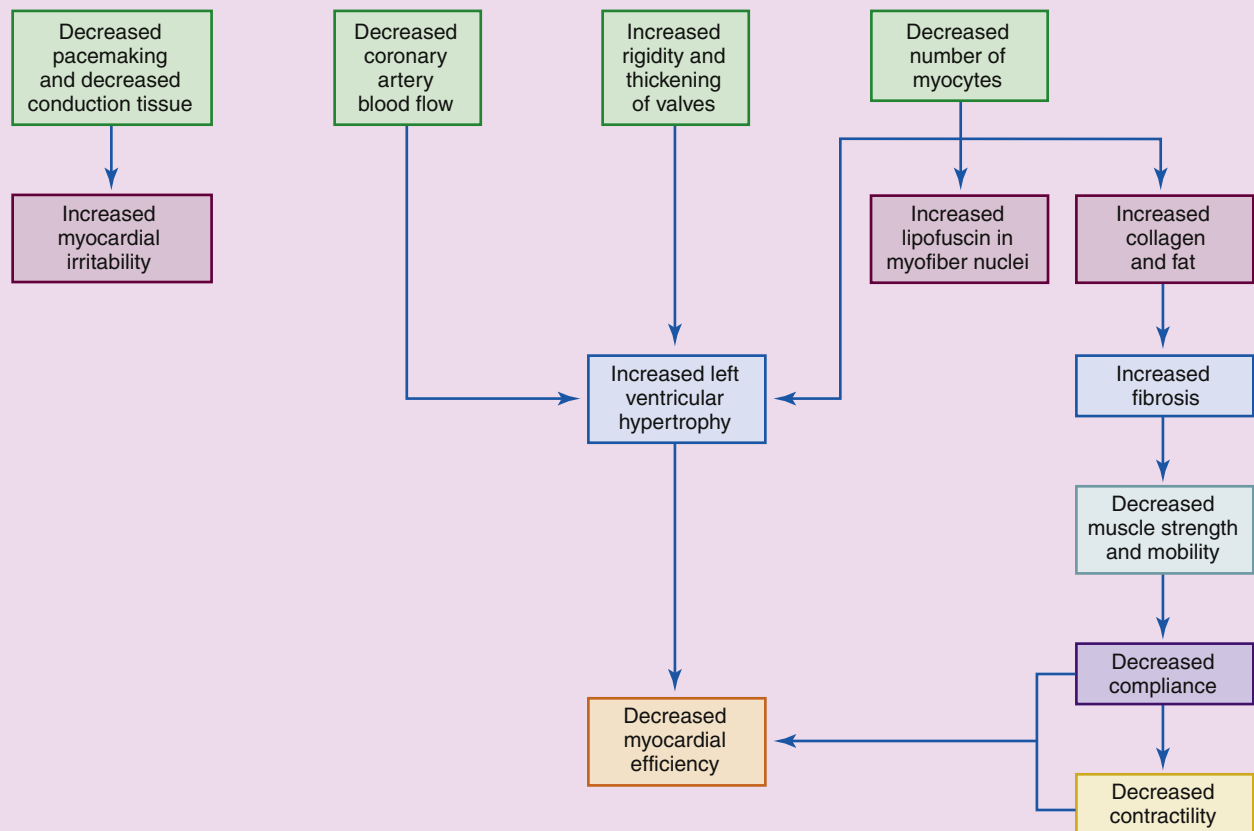 Decreased
pacemaking
and decreased
conduction tissue
Decreased
coronary
artery
blood flow
Increased
rigidity and
thickening
of valves
Decreased
number of
myocytes
Increased
myocardial
irritability
Increased
lipofuscin in
myofiber nuclei
Increased
collagen
and fat
Increased left
ventricular
hypertrophy
Increased
fibrosis
Decreased
muscle strength
and mobility
Decreased
compliance
Decreased
myocardial
efficiency
Decreased
contractility